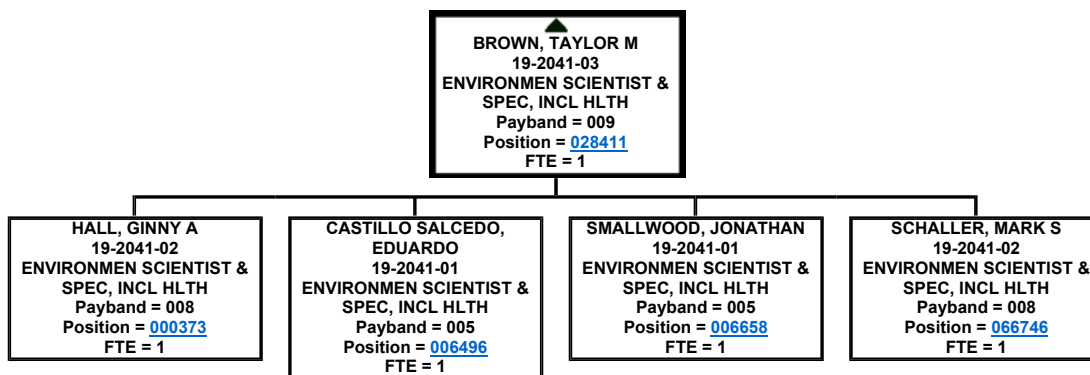 BROWN, TAYLOR M
19-2041-03
ENVIRONMEN SCIENTIST &
SPEC, INCL HLTH
Payband = 009
Position = 028411
FTE = 1
HALL, GINNY A
19-2041-02
ENVIRONMEN SCIENTIST &
SPEC, INCL HLTH
Payband = 008
Position = 000373
FTE = 1
CASTILLO SALCEDO,
EDUARDO
19-2041-01
ENVIRONMEN SCIENTIST &
SPEC, INCL HLTH
Payband = 005
Position = 006496
FTE = 1
SMALLWOOD, JONATHAN
19-2041-01
ENVIRONMEN SCIENTIST &
SPEC, INCL HLTH
Payband = 005
Position = 006658
FTE = 1
SCHALLER, MARK S
19-2041-02
ENVIRONMEN SCIENTIST &
SPEC, INCL HLTH
Payband = 008
Position = 066746
FTE = 1